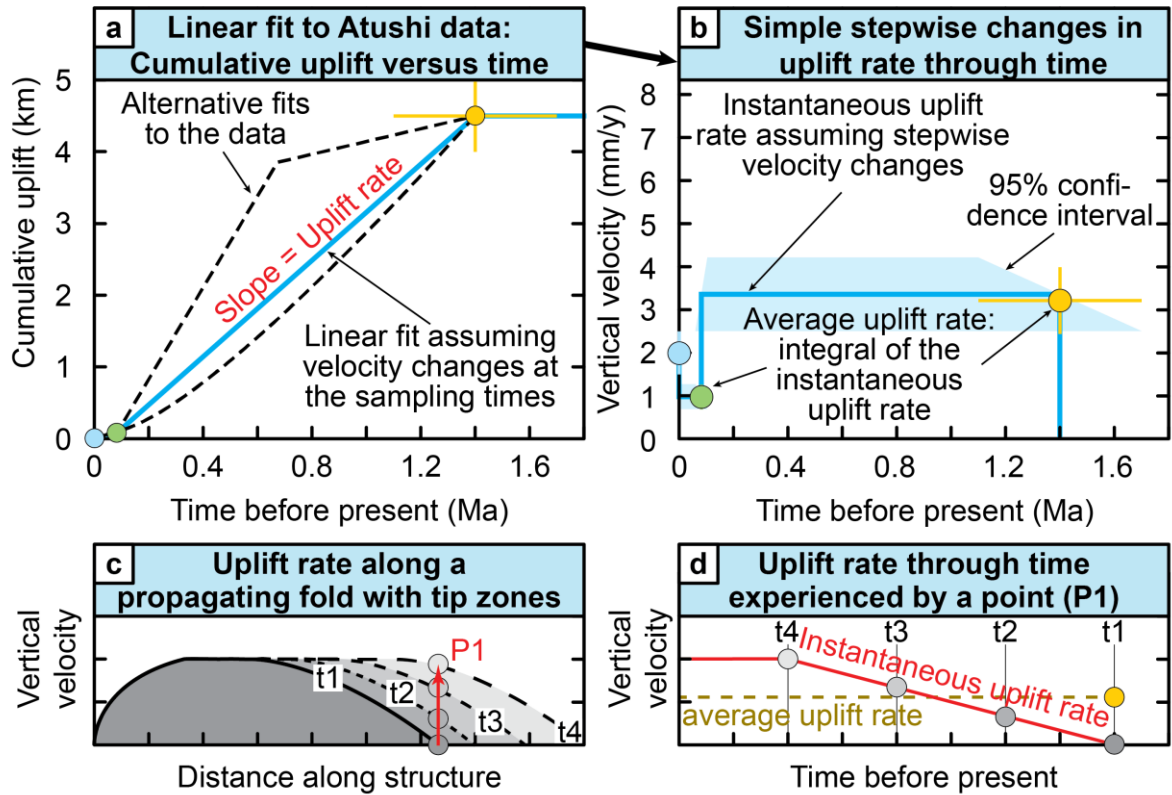 a
Linear fit to Atushi data:
Cumulative uplift versus time
5
4
3
2
1
0
Cumulative uplift (km)
Alternative fits
to the data
Slope = Uplift rate
Linear fit assuming
velocity changes at
the sampling times
0
0.4
0.8
1.2
1.6
Time before present (Ma)
b
Simple stepwise changes in
uplift rate through time
8
7
6
5
4
3
2
1
0
Vertical velocity (mm/y)
Instantaneous uplift
rate assuming stepwise
velocity changes
95% confi-
dence interval
Average uplift rate:
integral of the
instantaneous
uplift rate
0
0.4
0.8
1.2
1.6
Time before present (Ma)
c
Uplift rate along a
propagating fold with tip zones
Vertical
velocity
P1
t1
t2
t3
t4
Distance along structure
d
Uplift rate through time
experienced by a point (P1)
Vertical
velocity
t4
t3
t2
t1
Instantaneous uplift rate
average uplift rate
Time before present